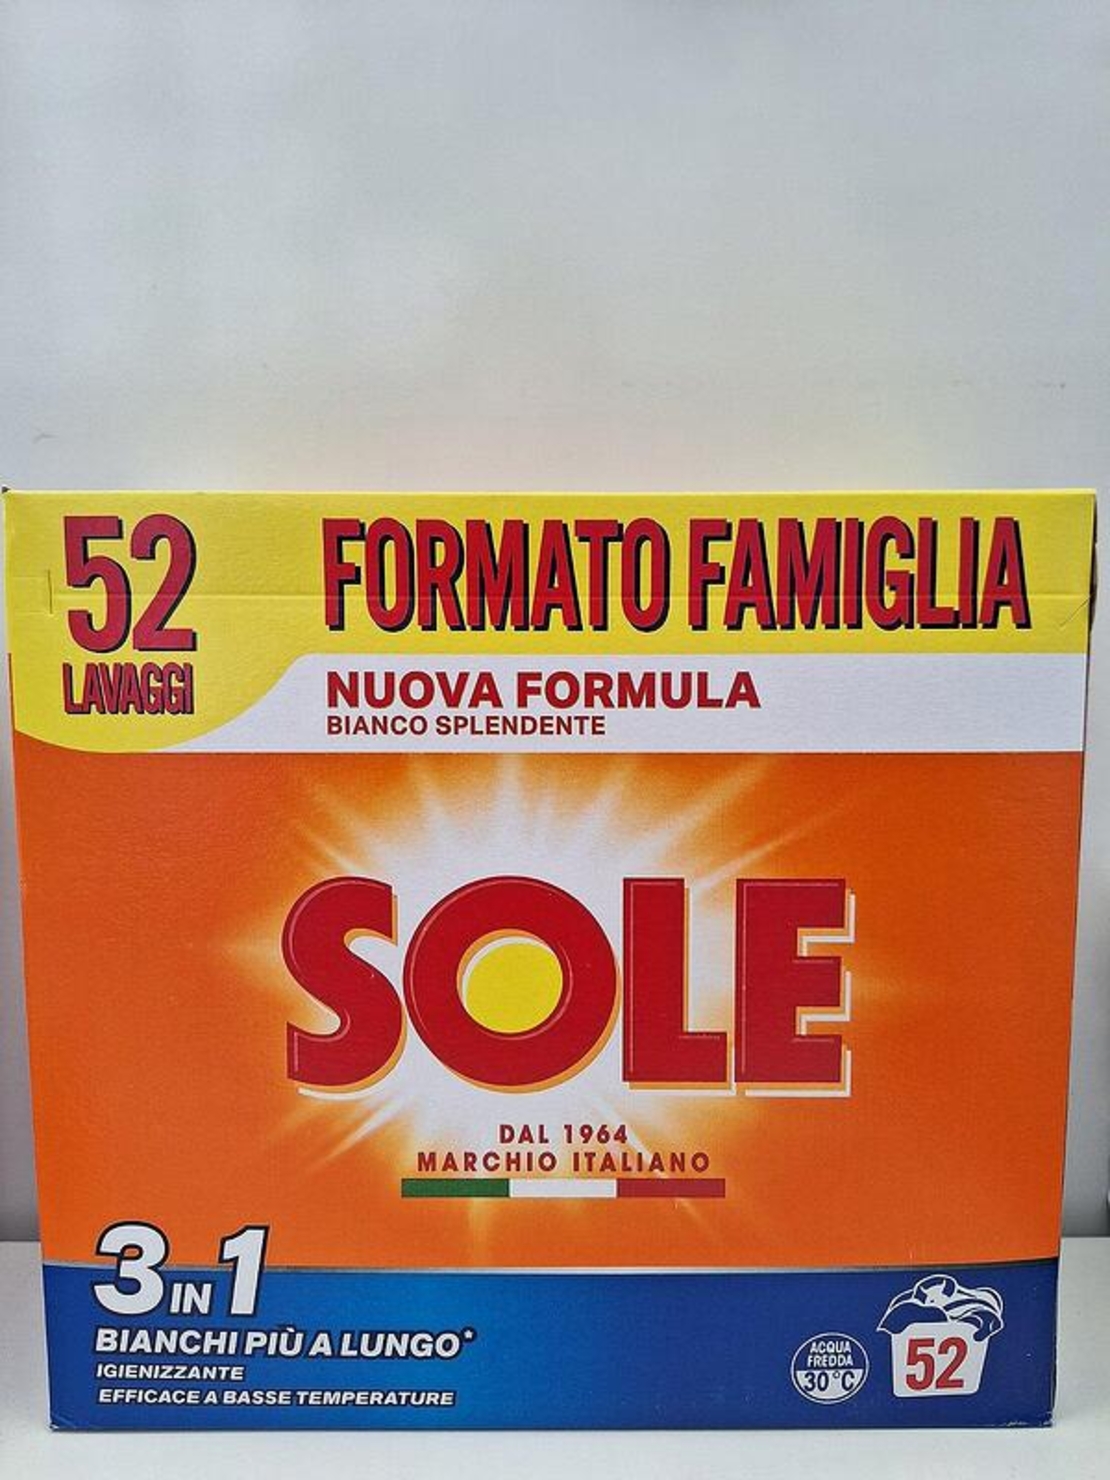 52
LAVAGGI
FORMATO FAMIGLIA
NUOVA FORMULA
BIANCO SPLENDENTE
SOLE
DAL 1964
MARCHIO ITALIANO
3 IN 1
BIANCHI PIÙ A LUNGO*
IGIENIZZANTE
EFFICACE A BASSE TEMPERATURE
ACQUA
FREDDA
30°C
52